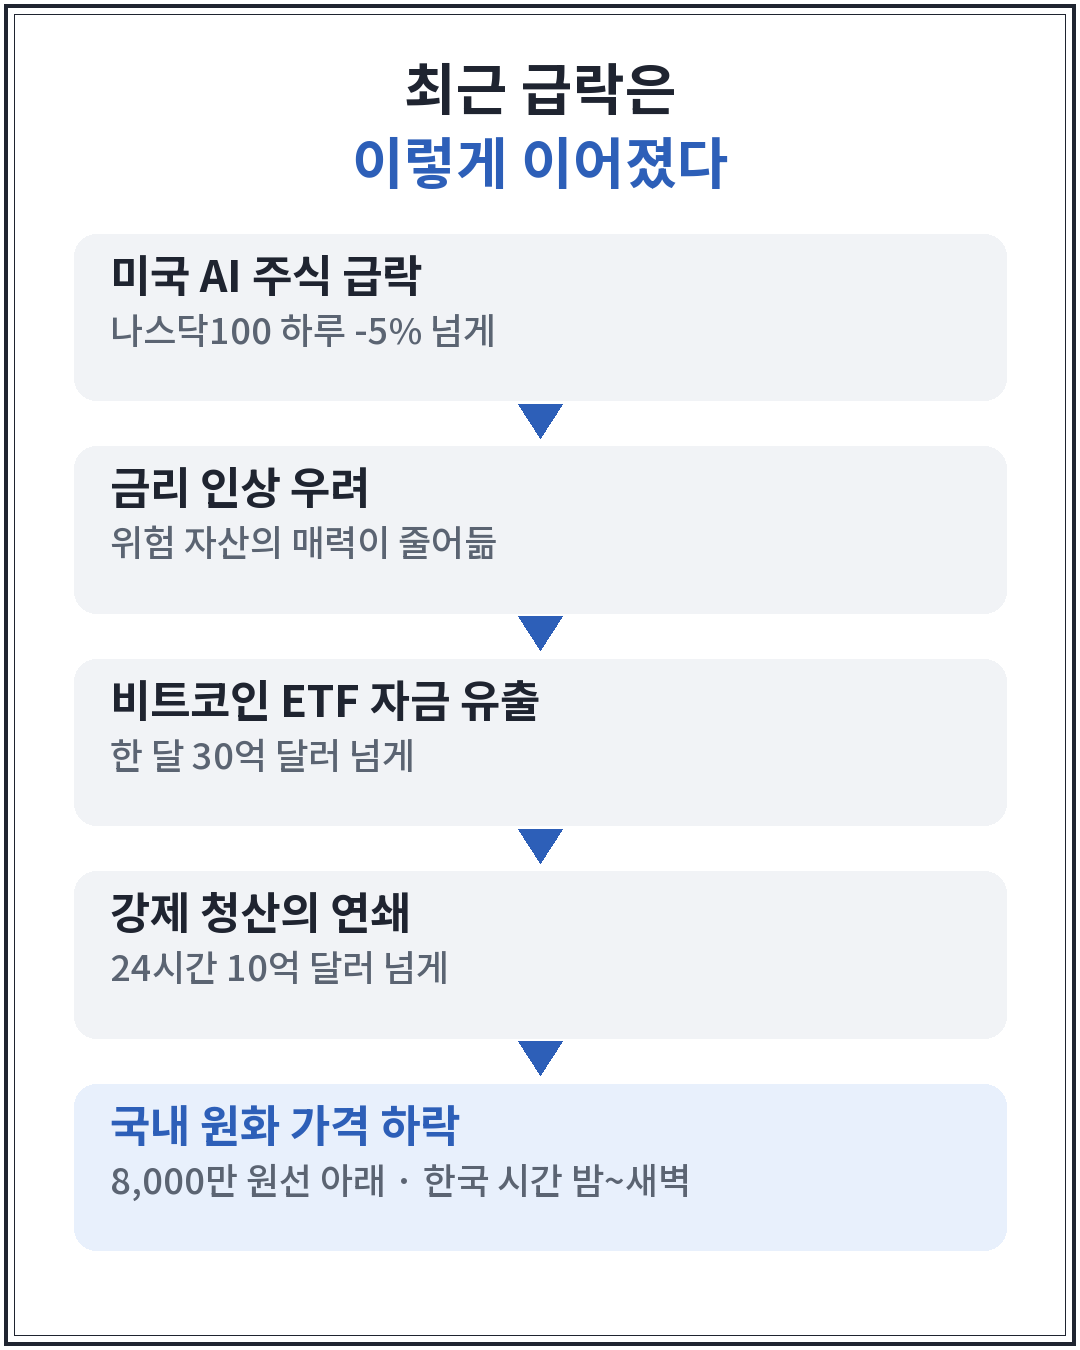 최근 급락은
이렇게 이어졌다
미국 AI 주식 급락
나스닥100 하루 -5% 넘게
금리 인상 우려
위험 자산의 매력이 줄어듦
비트코인 ETF 자금 유출
한 달 30억 달러 넘게
강제 청산의 연쇄
24시간 10억 달러 넘게
국내 원화 가격 하락
8,000만 원선 아래 · 한국 시간 밤~새벽